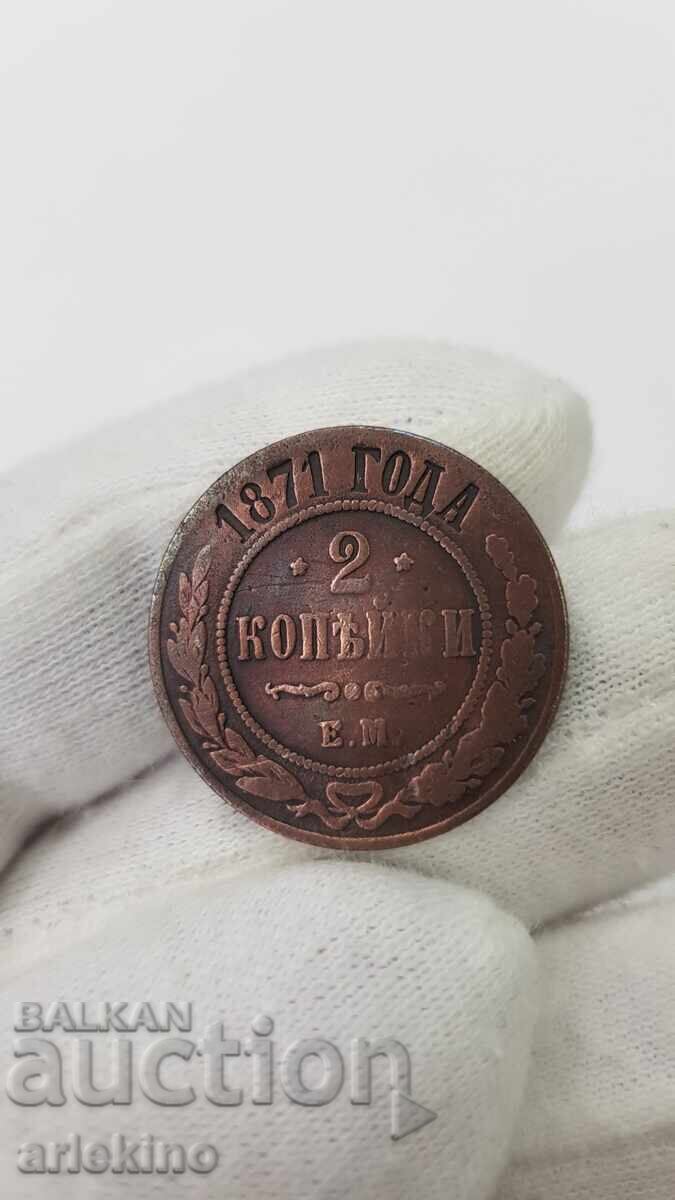 1871 ГОДА
2
КОПѢЙКИ
Е.М.
BALKAN
auction
arlekino